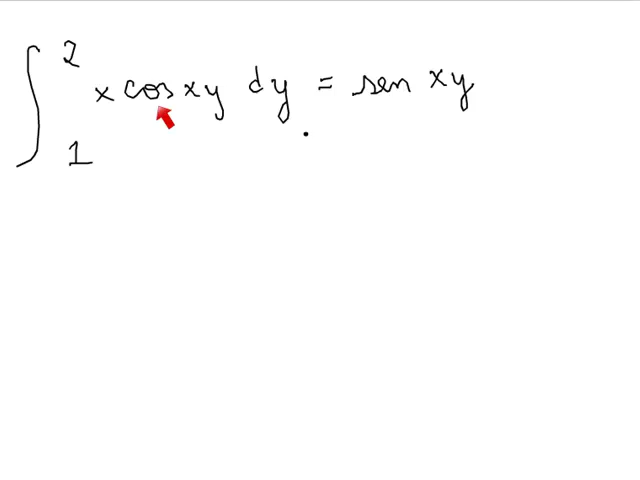 ∫₁² x cos xy dy = sen xy